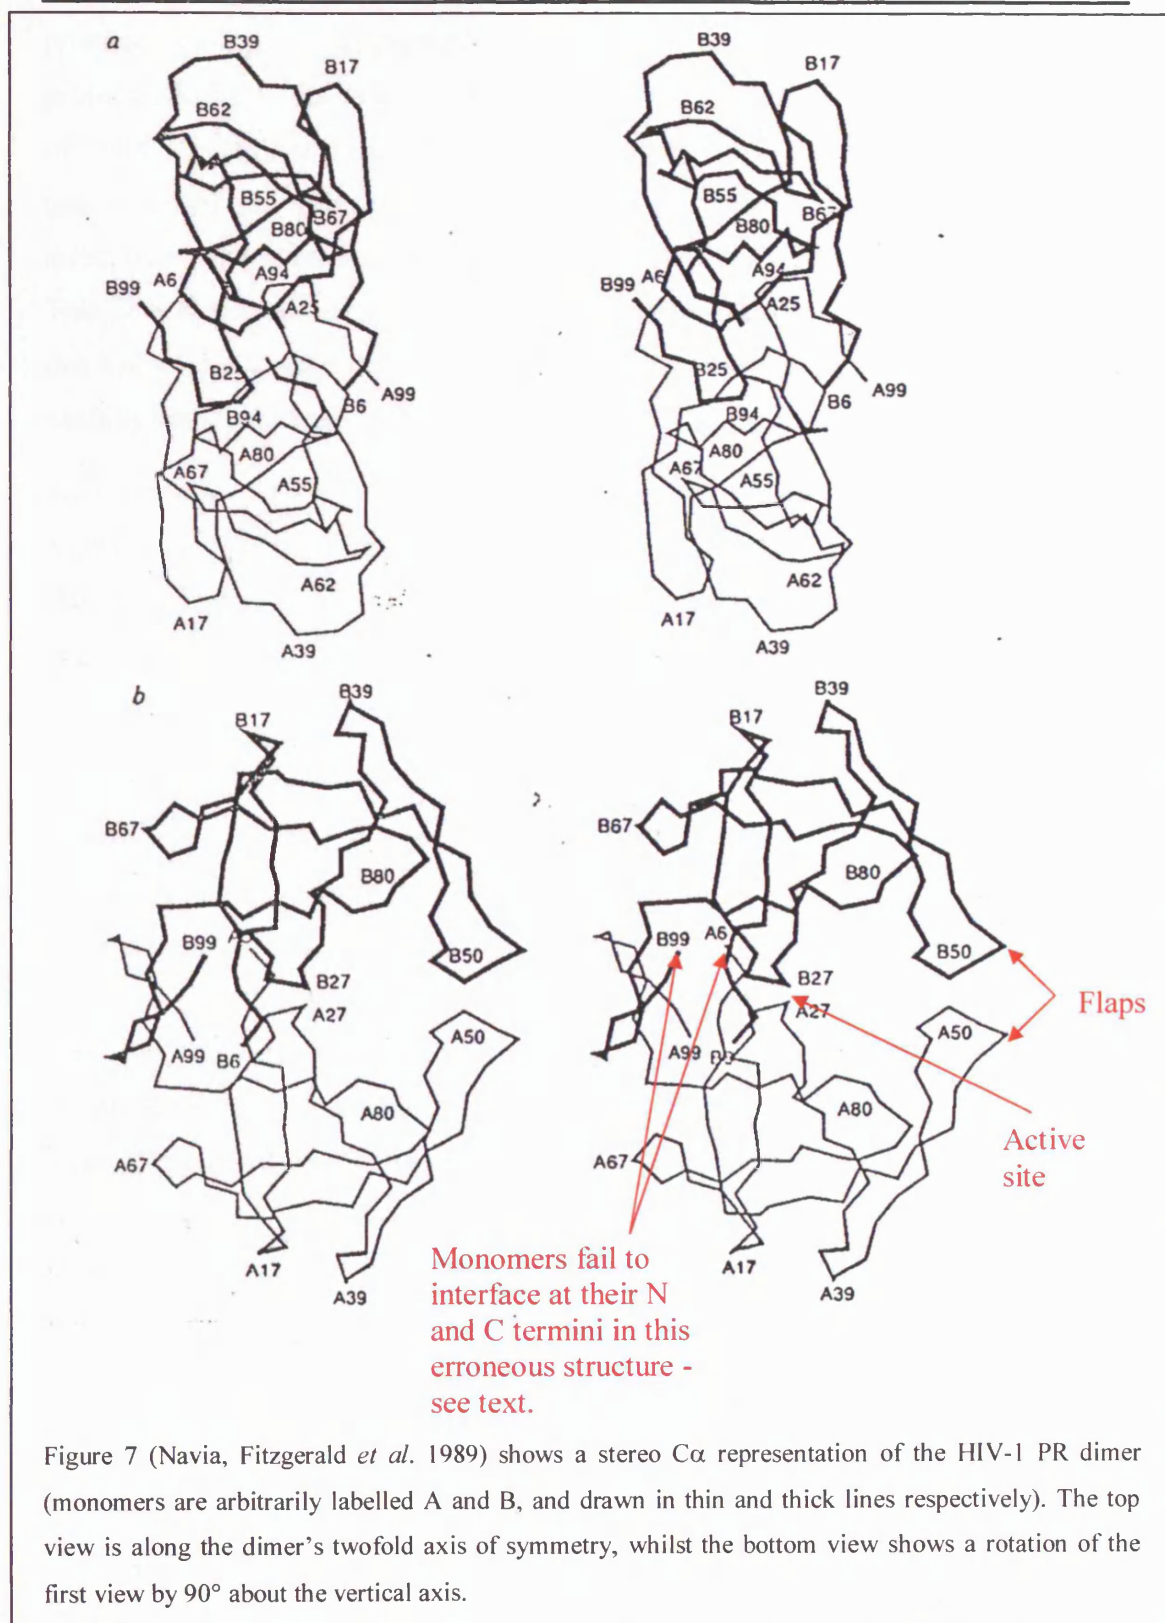 a
B39 B17 B39 B17
B62 B62
B55 B67 B80 B55 B67 B80
A6 A94 B99 A25 A6 A94 B99 A25
B25 A99 B6 B25 A99 B6
B94 A80 B94 A80
A67 A55 A67 A55
A62 A62
A17 A39 A17 A39
b
B39 B17 B39 B17
B67 B67
B80 B80
B99 B50 B99 A6 B50
B27 B27
A27 A27 Flaps
A99 B6 A50 A99 A50
A80 A80
A67 A67
Active
site
A17 A39 A17 A39
Monomers fail to
interface at their N
and C termini in this
erroneous structure -
see text.
Figure 7 (Navia, Fitzgerald et al. 1989) shows a stereo Cα representation of the HIV-1 PR dimer
(monomers are arbitrarily labelled A and B, and drawn in thin and thick lines respectively). The top
view is along the dimer's twofold axis of symmetry, whilst the bottom view shows a rotation of the
first view by 90° about the vertical axis.